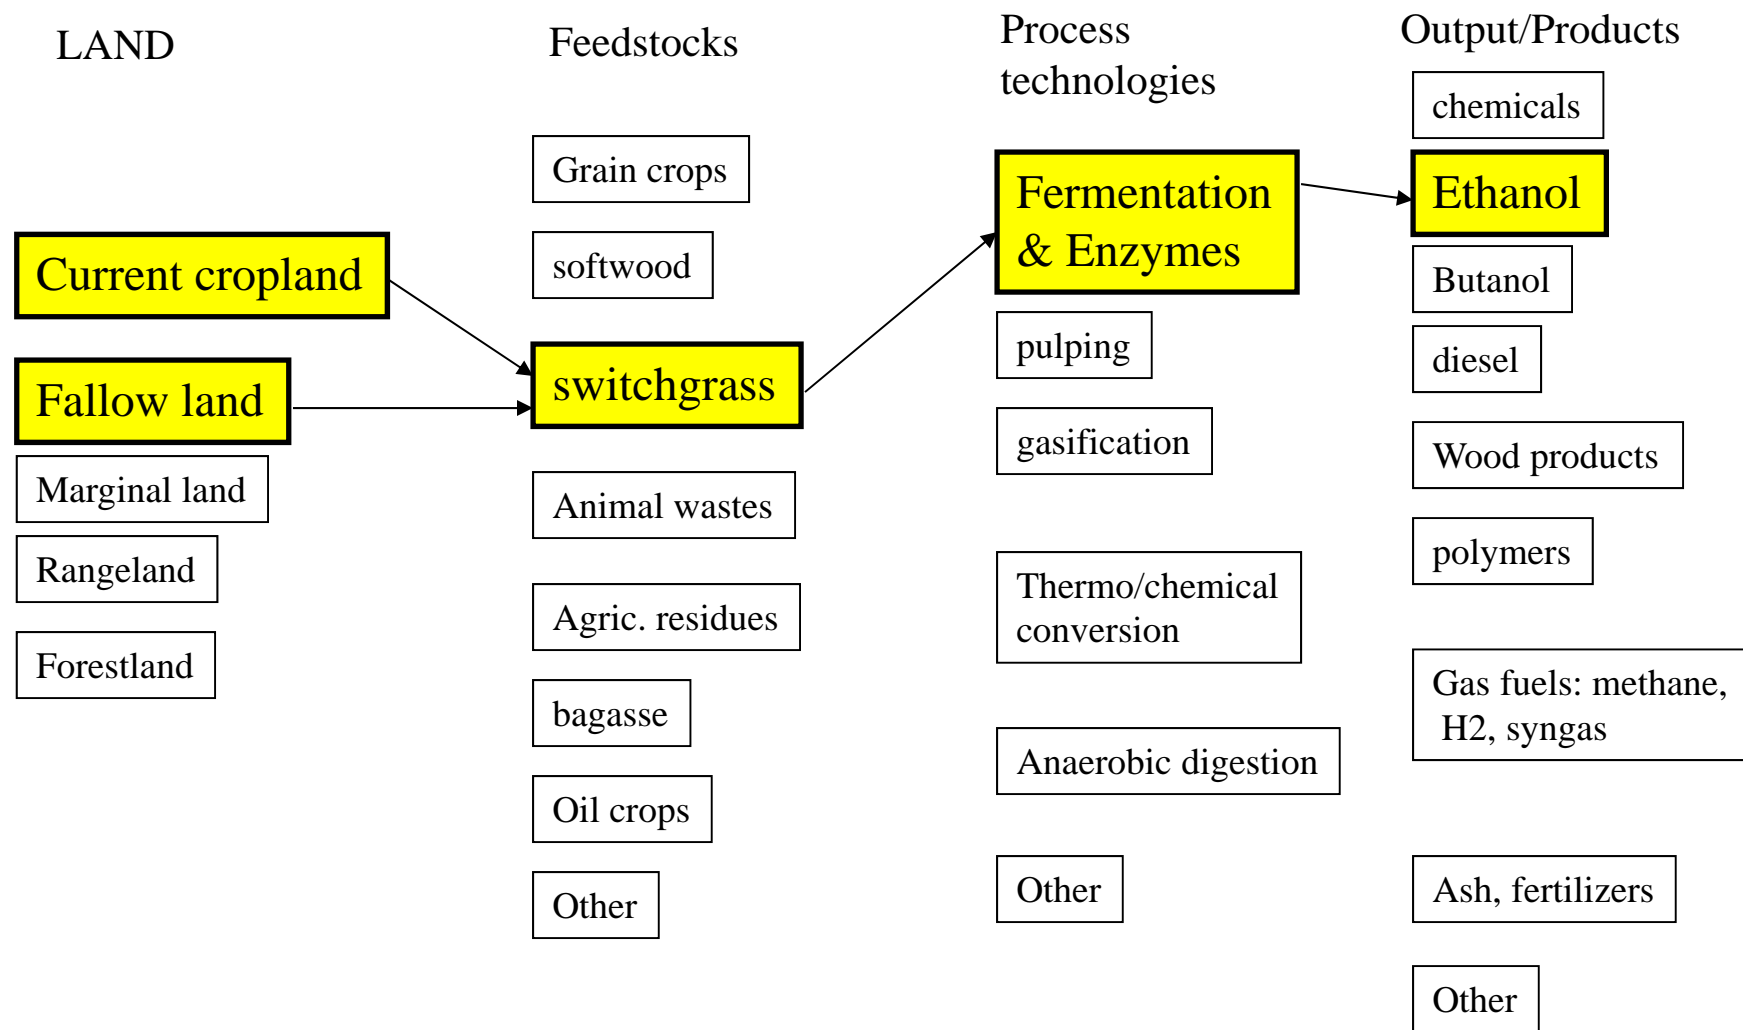 LAND
Current cropland
Fallow land
Marginal land
Rangeland
Forestland
Feedstocks
Grain crops
softwood
switchgrass
Animal wastes
Agric. residues
bagasse
Oil crops
Other
Process
technologies
Fermentation
& Enzymes
pulping
gasification
Thermo/chemical
conversion
Anaerobic digestion
Other
Output/Products
chemicals
Ethanol
Butanol
diesel
Wood products
polymers
Gas fuels: methane,
H2, syngas
Ash, fertilizers
Other